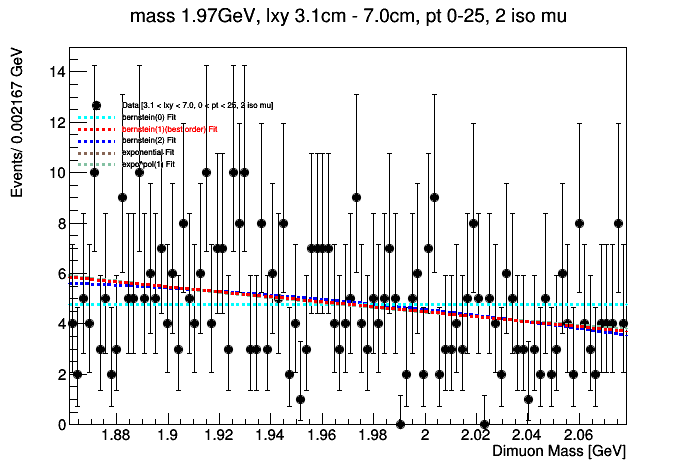 mass 1.97GeV, lxy 3.1cm - 7.0cm, pt 0-25, 2 iso mu
Events/ 0.002167 GeV
14
12
10
8
6
4
2
0
Data [3.1 < lxy < 7.0, 0 < pt < 25, 2 iso mu]
bernstein(0) Fit
bernstein(1)(best order) Fit
bernstein(2) Fit
exponential Fit
expo*pol(1) Fit
1.88 1.9 1.92 1.94 1.96 1.98 2 2.02 2.04 2.06
Dimuon Mass [GeV]